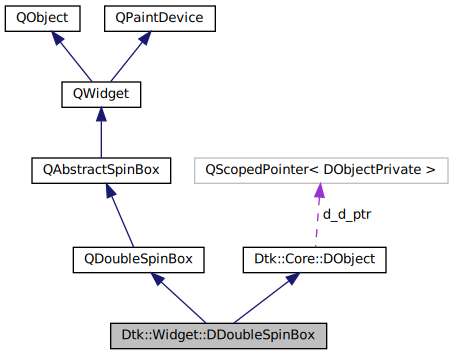 QObject
QPaintDevice
QWidget
QAbstractSpinBox
QScopedPointer< DObjectPrivate >
d_d_ptr
QDoubleSpinBox
Dtk::Core::DObject
Dtk::Widget::DDoubleSpinBox